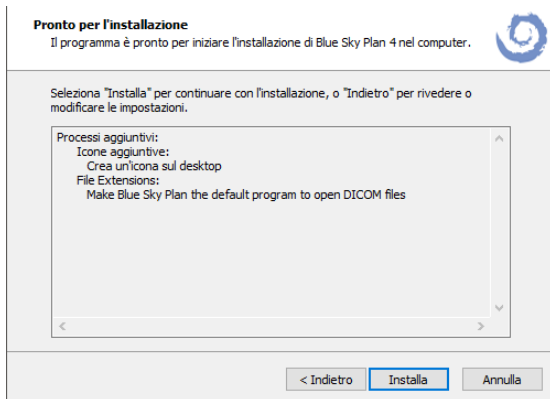 Pronto per l'installazione
Il programma è pronto per iniziare l'installazione di Blue Sky Plan 4 nel computer.
Seleziona "Installa" per continuare con l'installazione, o "Indietro" per rivedere o
modificare le impostazioni.
Processi aggiuntivi:
Icone aggiuntive:
Crea un'icona sul desktop
File Extensions:
Make Blue Sky Plan the default program to open DICOM files
< Indietro
Installa
Annulla